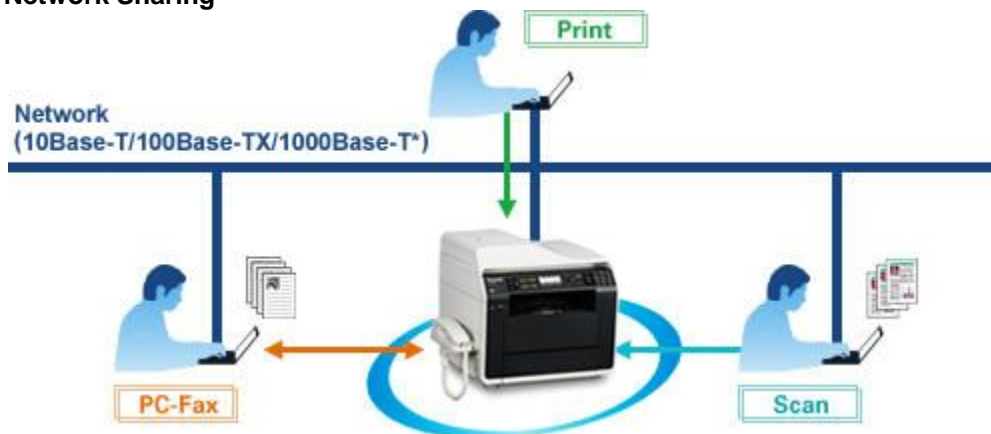 Network Sharing
Print
Network
(10Base-T/100Base-TX/1000Base-T*)
PC-Fax
Scan